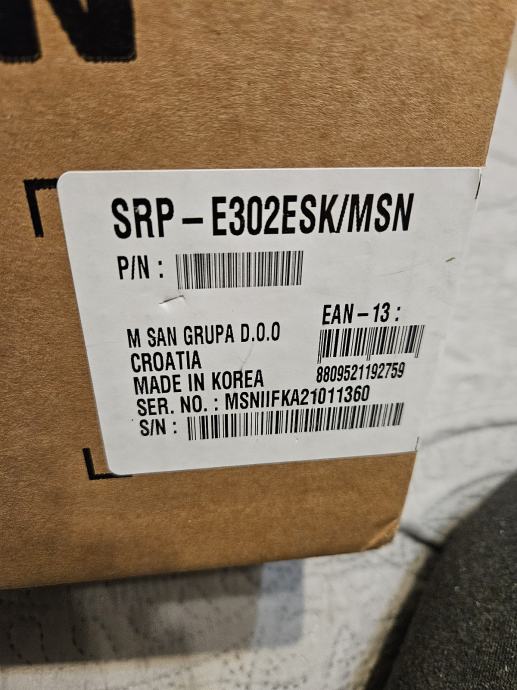 N
SRP-E302ESK/MSN
P/N :
M SAN GRUPA D.O.O
CROATIA
MADE IN KOREA
EAN-13 :
8809521192759
SER. NO. : MSNIIFKA21011360
S/N :